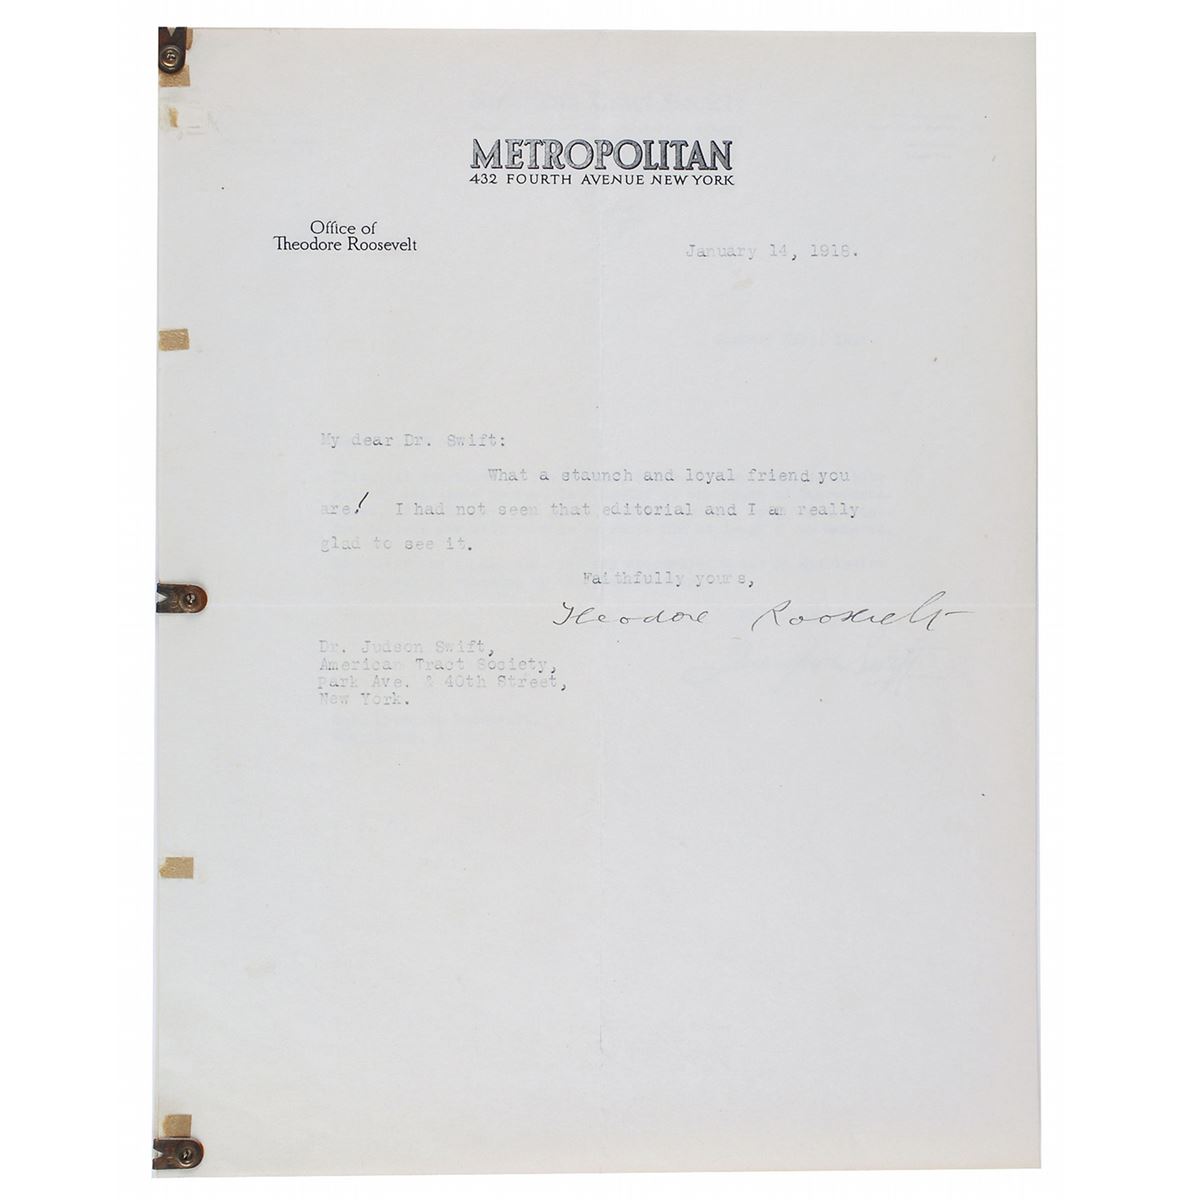 METROPOLITAN
432 FOURTH AVENUE NEW YORK
Office of
Theodore Roosevelt
January 14, 1918.
My dear Dr. Swift:
What a staunch and loyal friend you
are! I had not seen that editorial and I am really
glad to see it.
Faithfully yours,
Theodore Roosevelt
Dr. Judson Swift,
American Tract Society,
Park Ave. & 40th Street,
New York.